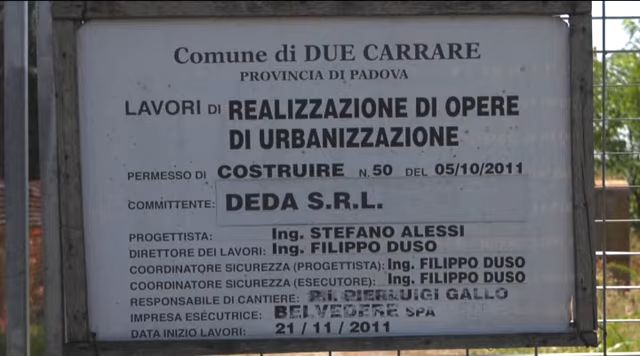 Comune di DUE CARRARE
PROVINCIA DI PADOVA
LAVORI DI REALIZZAZIONE DI OPERE
DI URBANIZZAZIONE
PERMESSO DI COSTRUIRE N. 50 DEL 05/10/2011
COMMITTENTE: DEDA S.R.L.
PROGETTISTA: Ing. STEFANO ALESSI
DIRETTORE DEI LAVORI: Ing. FILIPPO DUSO
COORDINATORE SICUREZZA (PROGETTISTA): Ing. FILIPPO DUSO
COORDINATORE SICUREZZA (ESECUTORE): Ing. FILIPPO DUSO
RESPONSABILE DI CANTIERE: P.i. PIERLUIGI GALLO
IMPRESA ESECUTRICE: BELVEDERE SPA
DATA INIZIO LAVORI: 21/11/2011